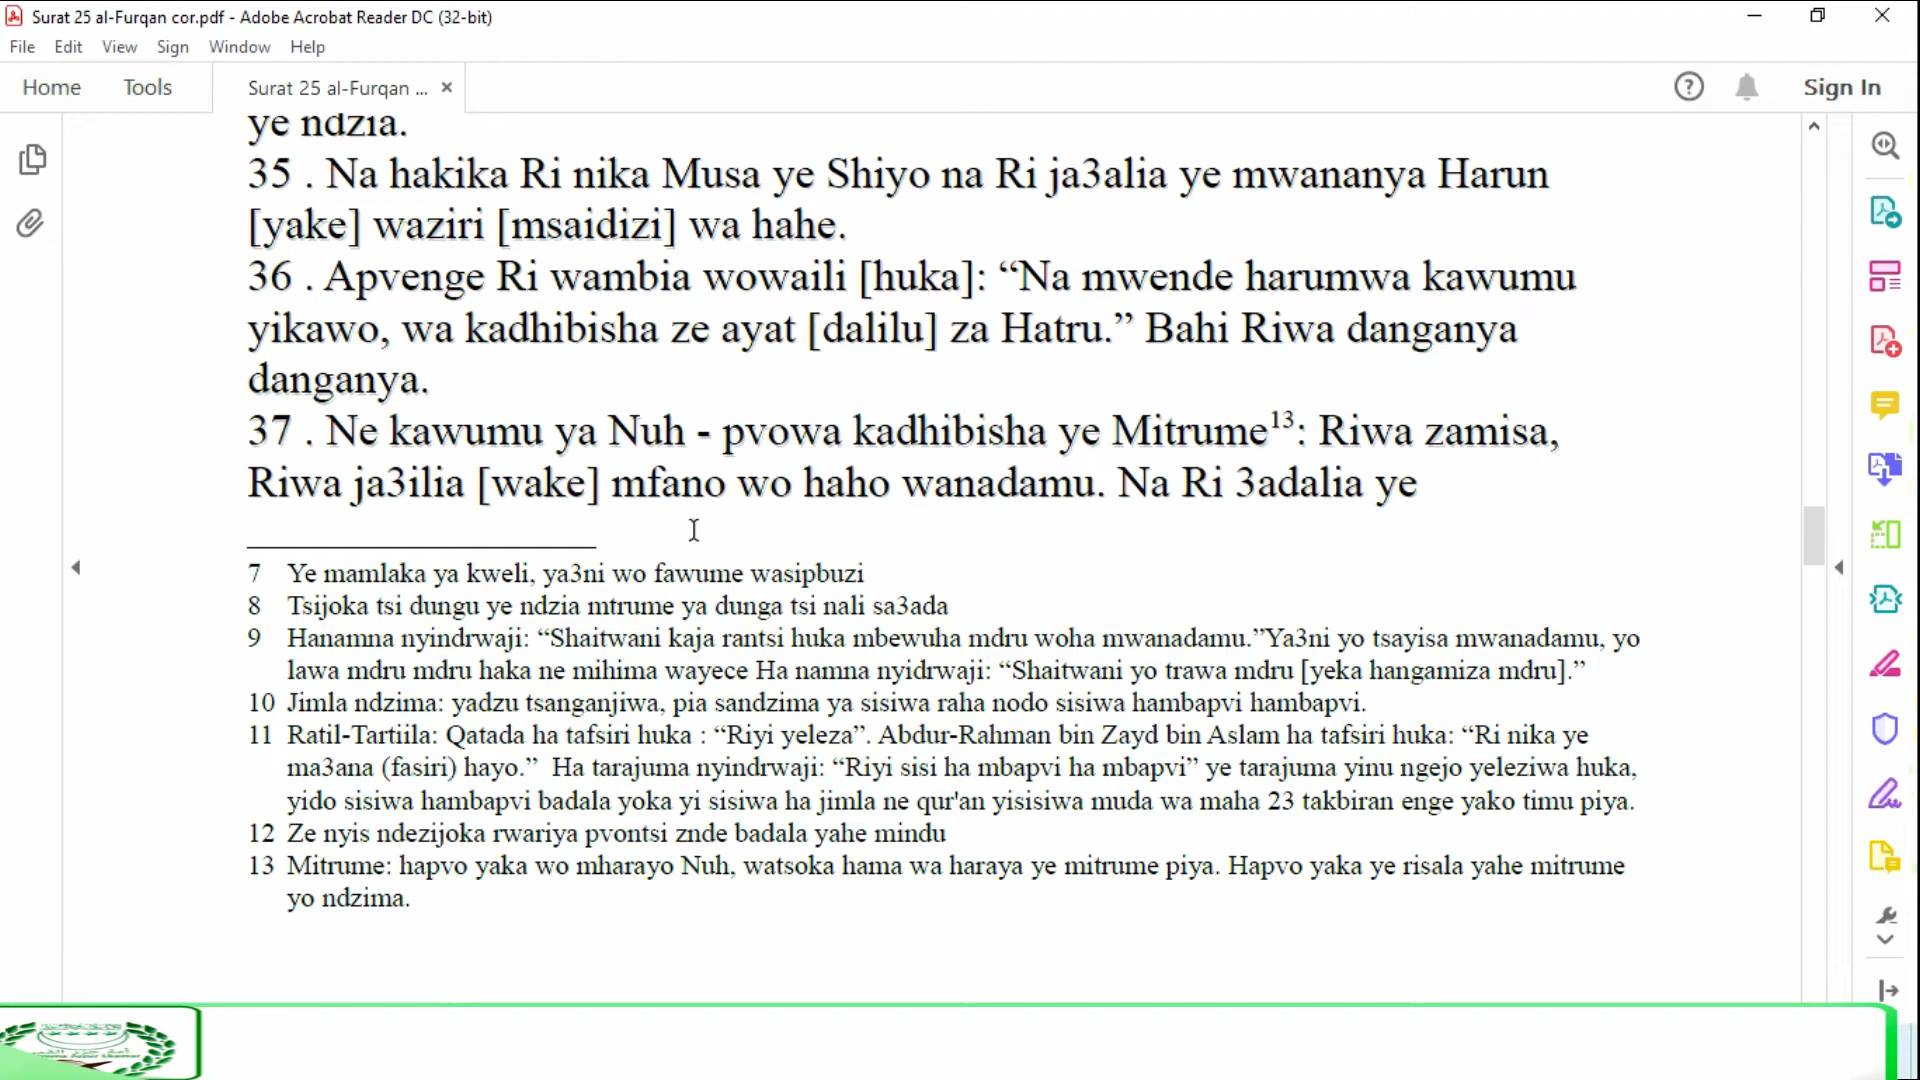 Surat 25 al-Furqan cor.pdf - Adobe Acrobat Reader DC (32-bit)
File Edit View Sign Window Help
Home Tools Surat 25 al-Furqan ... × Sign In
ye ndzia.
35 . Na hakika Ri nika Musa ye Shiyo na Ri ja3alia ye mwananya Harun
[yake] waziri [msaidizi] wa hahe.
36 . Apvenge Ri wambia wowaili [huka]: “Na mwende harumwa kawumu
yikawo, wa kadhibisha ze ayat [dalilu] za Hatru.” Bahi Riwa danganya
danganya.
37 . Ne kawumu ya Nuh - pvowa kadhibisha ye Mitrume13: Riwa zamisa,
Riwa ja3ilia [wake] mfano wo haho wanadamu. Na Ri 3adalia ye
7 Ye mamlaka ya kweli, ya3ni wo fawume wasipbuzi
8 Tsijoka tsi dungu ye ndzia mtrume ya dunga tsi nali sa3ada
9 Hanamna nyindrwaji: “Shaitwani kaja rantsi huka mbewuha mdru woha mwanadamu.”Ya3ni yo tsayisa mwanadamu, yo
lawa mdru mdru haka ne mihima wayece Ha namna nyidrwaji: “Shaitwani yo trawa mdru [yeka hangamiza mdru].”
10 Jimla ndzima: yadzu tsanganjiwa, pia sandzima ya sisiwa raha nodo sisiwa hambapvi hambapvi.
11 Ratil-Tartiila: Qatada ha tafsiri huka : “Riyi yeleza”. Abdur-Rahman bin Zayd bin Aslam ha tafsiri huka: “Ri nika ye
ma3ana (fasiri) hayo.” Ha tarajuma nyindrwaji: “Riyi sisi ha mbapvi ha mbapvi” ye tarajuma yinu ngejo yeleziwa huka,
yido sisiwa hambapvi badala yoka yi sisiwa ha jimla ne qur'an yisisiwa muda wa maha 23 takbiran enge yako timu piya.
12 Ze nyis ndezijoka rwariya pvontsi znde badala yahe mindu
13 Mitrume: hapvo yaka wo mharayo Nuh, watsoka hama wa haraya ye mitrume piya. Hapvo yaka ye risala yahe mitrume
yo ndzima.